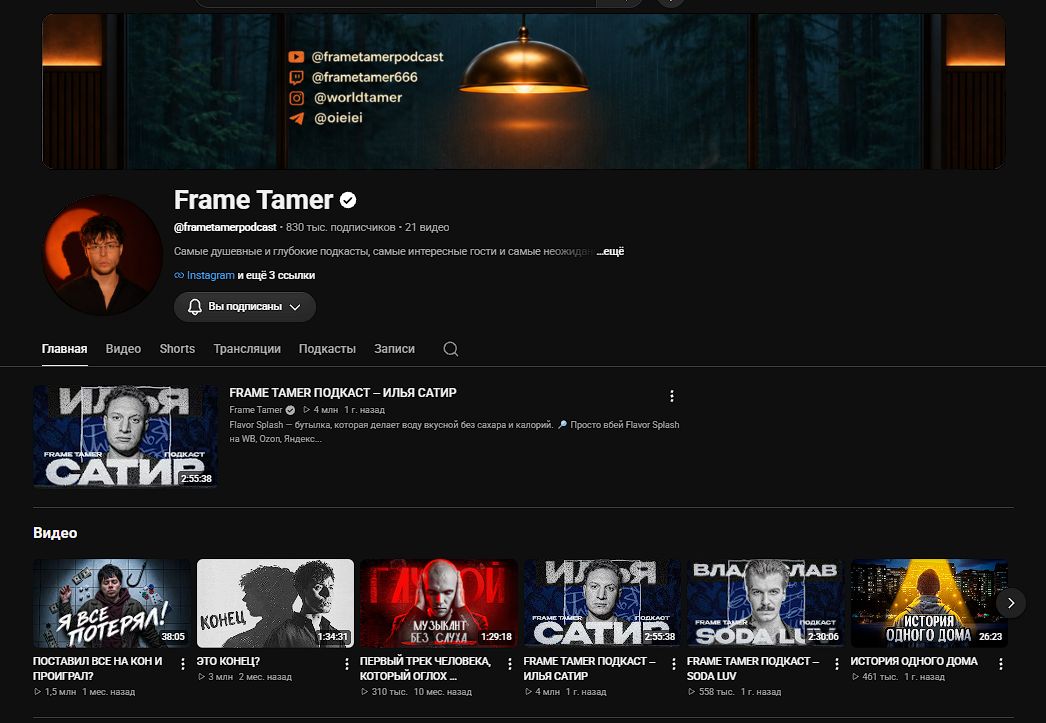 @frametamerpodcast
@frametamer666
@worldtamer
@oieiei
Frame Tamer
@frametamerpodcast • 830 тыс. подписчиков • 21 видео
Самые душевные и глубокие подкасты, самые интересные гости и самые неожидан ...ещё
Instagram и ещё 3 ссылки
Вы подписаны
Главная Видео Shorts Трансляции Подкасты Записи
ИЛЬЯ
FRAME TAMER ПОДКАСТ
САТИР
2:55:38
FRAME TAMER ПОДКАСТ – ИЛЬЯ САТИР
Frame Tamer 4 млн 1 г. назад
Flavor Splash — бутылка, которая делает воду вкусной без сахара и калорий. 🔎 Просто вбей Flavor Splash
на WB, Ozon, Яндекс...
Видео
Я ВСЕ
ПОТЕРЯЛ!
38:05
ПОСТАВИЛ ВСЕ НА КОН И
ПРОИГРАЛ?
1,5 млн 1 мес. назад
КОНЕЦ
1:34:31
ЭТО КОНЕЦ?
3 млн 2 мес. назад
ГЛУХОЙ
МУЗЫКАНТ
БЕЗ СЛУХА
1:29:18
ПЕРВЫЙ ТРЕК ЧЕЛОВЕКА,
КОТОРЫЙ ОГЛОХ ...
310 тыс. 10 мес. назад
ИЛЬЯ
FRAME TAMER ПОДКАСТ
САТИР
2:55:38
FRAME TAMER ПОДКАСТ –
ИЛЬЯ САТИР
4 млн 1 г. назад
ВЛАДИСЛАВ
FRAME TAMER ПОДКАСТ
SODA LUV
2:30:06
FRAME TAMER ПОДКАСТ –
SODA LUV
558 тыс. 1 г. назад
ИСТОРИЯ
ОДНОГО ДОМА
26:23
ИСТОРИЯ ОДНОГО ДОМА
461 тыс. 1 г. назад